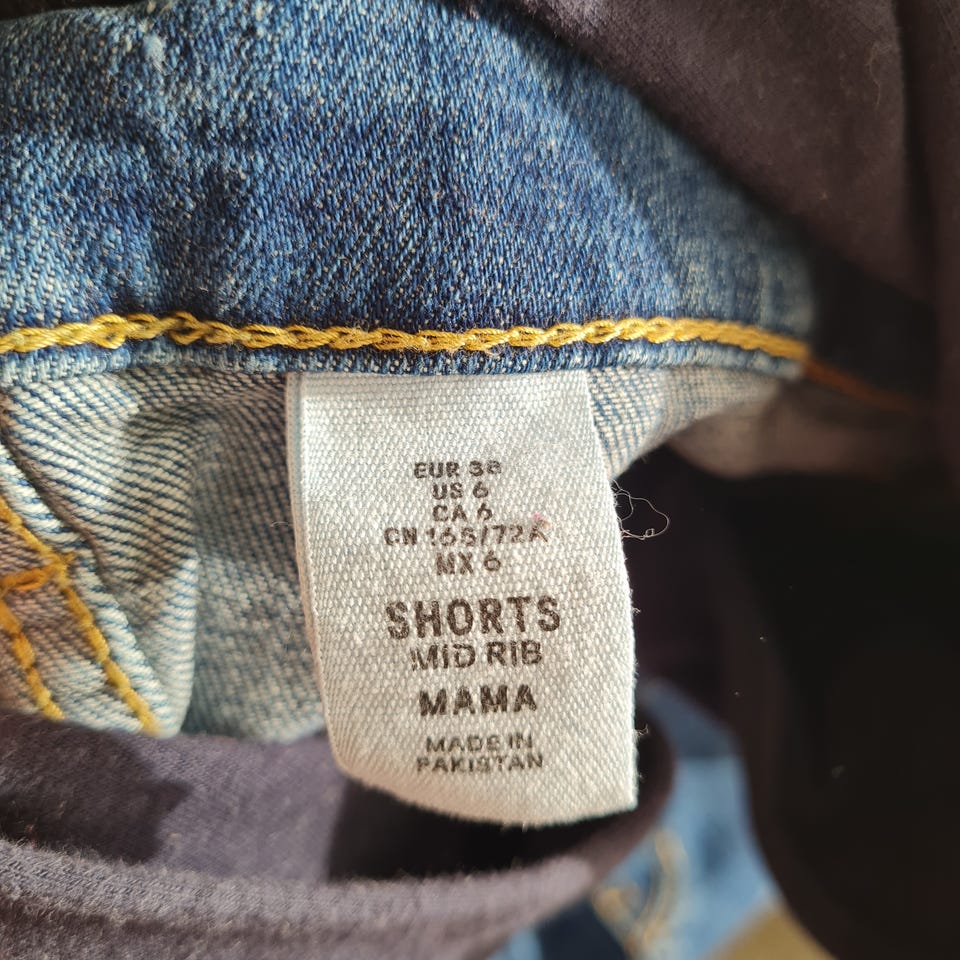 EUR 38
US 6
CA 6
CN 165/72A
MX 6
SHORTS
MID RIB
MAMA
MADE IN
PAKISTAN